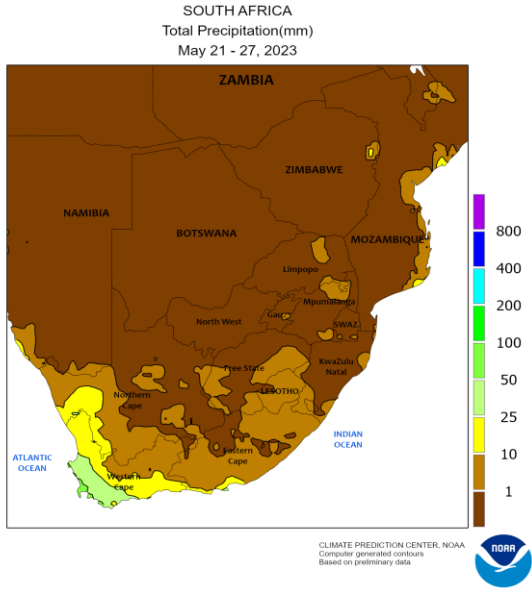 SOUTH AFRICA
Total Precipitation(mm)
May 21 - 27, 2023
ZAMBIA
ZIMBABWE
NAMIBIA
BOTSWANA
MOZAMBIQUE
Limpopo
Mpumalanga
North West
Gau
SWAZ.
Free State
KwaZulu
Natal
LESOTHO
Northern
Cape
Eastern
Cape
Western
Cape
ATLANTIC
OCEAN
INDIAN
OCEAN
800
400
200
100
50
25
10
1
CLIMATE PREDICTION CENTER, NOAA
Computer generated contours
Based on preliminary data
NOAA